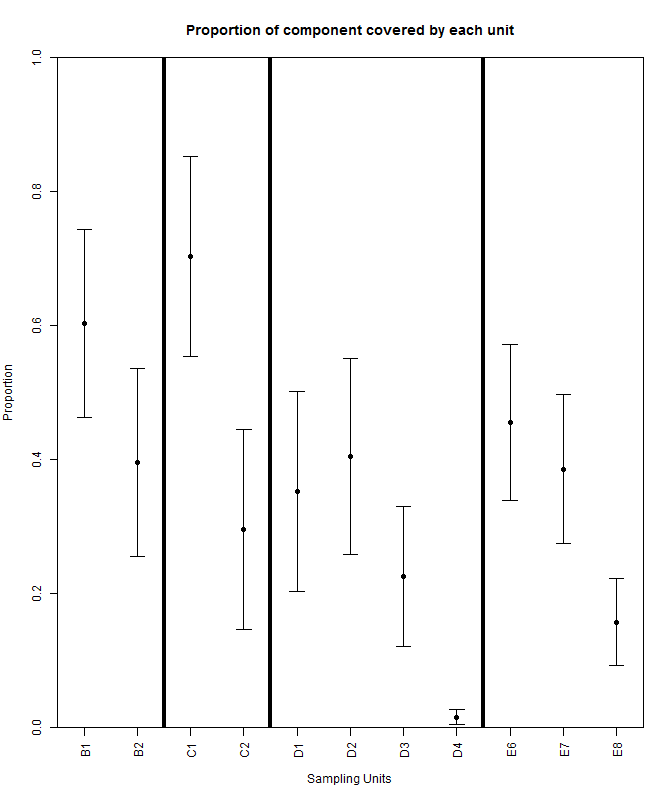 Proportion of component covered by each unit
1.0
0.8
0.6
0.4
0.2
0.0
Proportion
B1 B2 C1 C2 D1 D2 D3 D4 E6 E7 E8
Sampling Units